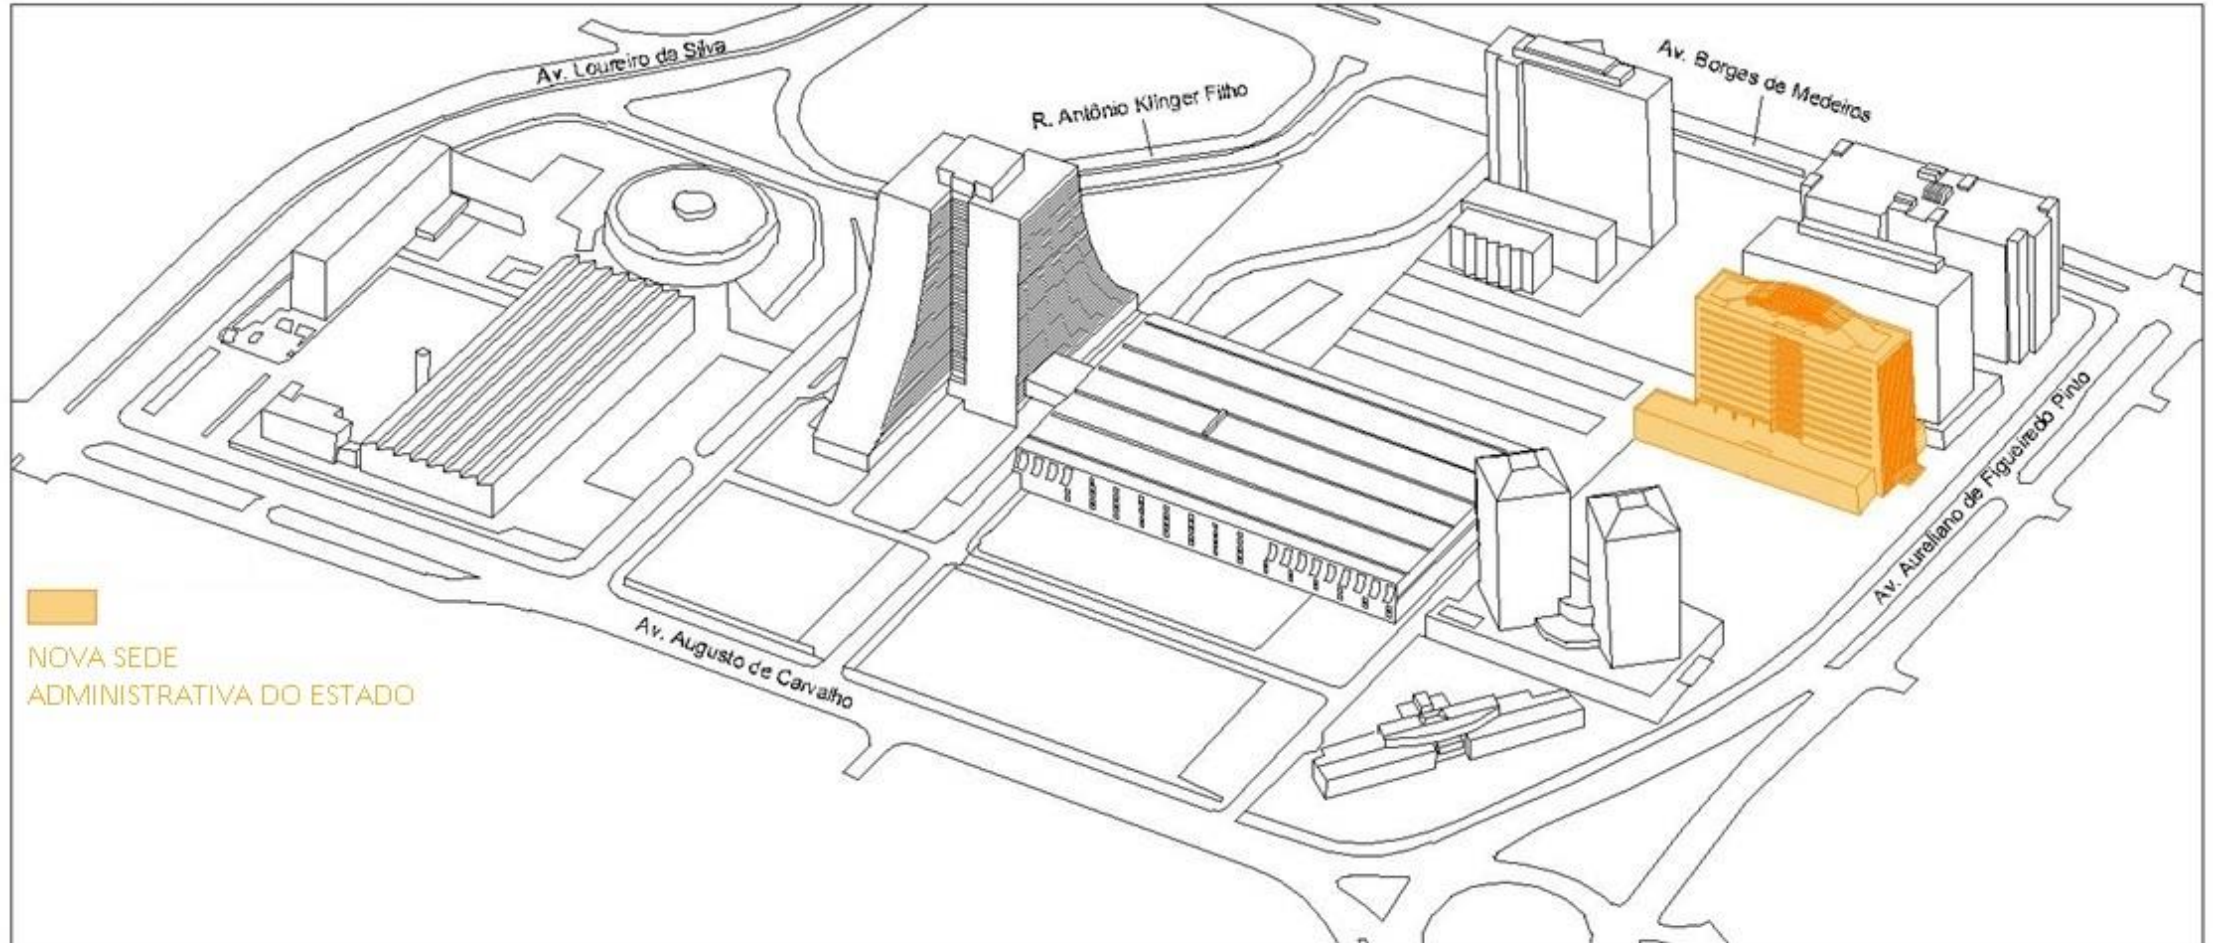 Av. Loureiro da Silva
Av. Borges de Medeiros
R. Antônio Klinger Filho
Av. Aureliano de Figueiredo Pinto
NOVA SEDE
ADMINISTRATIVA DO ESTADO
Av. Augusto de Carvalho